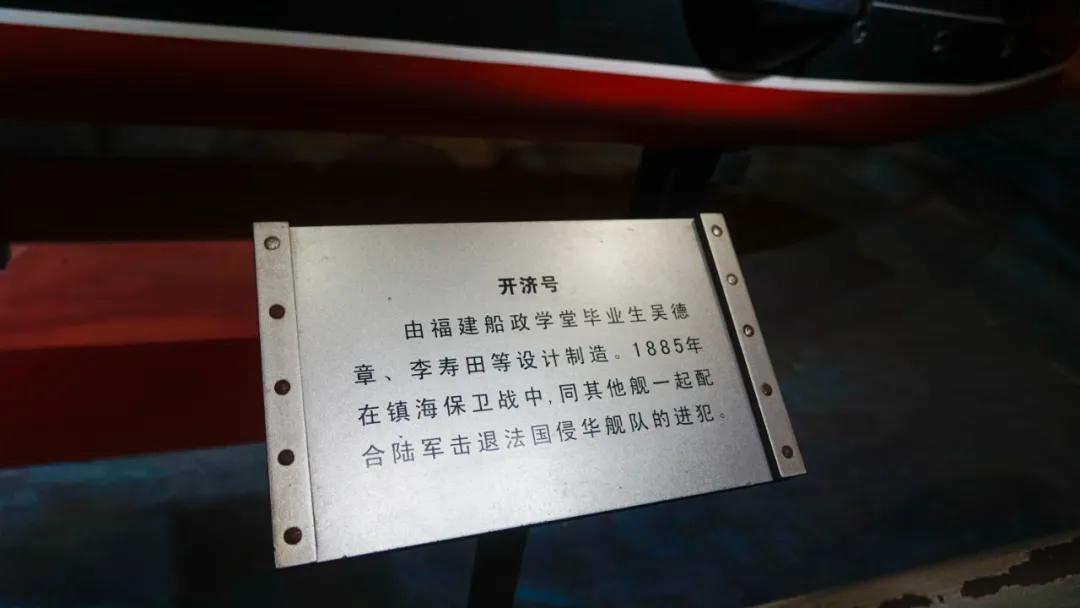 开济号
由福建船政学堂毕业生吴德
章、李寿田等设计制造。1885年
在镇海保卫战中,同其他舰一起配
合陆军击退法国侵华舰队的进犯。